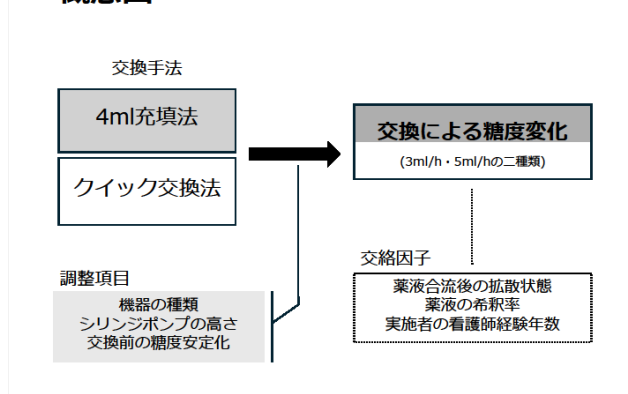 概念図
交換手法
4ml充填法
クイック交換法
交換による糖度変化
(3ml/h・5ml/hの二種類)
調整項目
機器の種類
シリンジポンプの高さ
交換前の糖度安定化
交絡因子
薬液合流後の拡散状態
薬液の希釈率
実施者の看護師経験年数